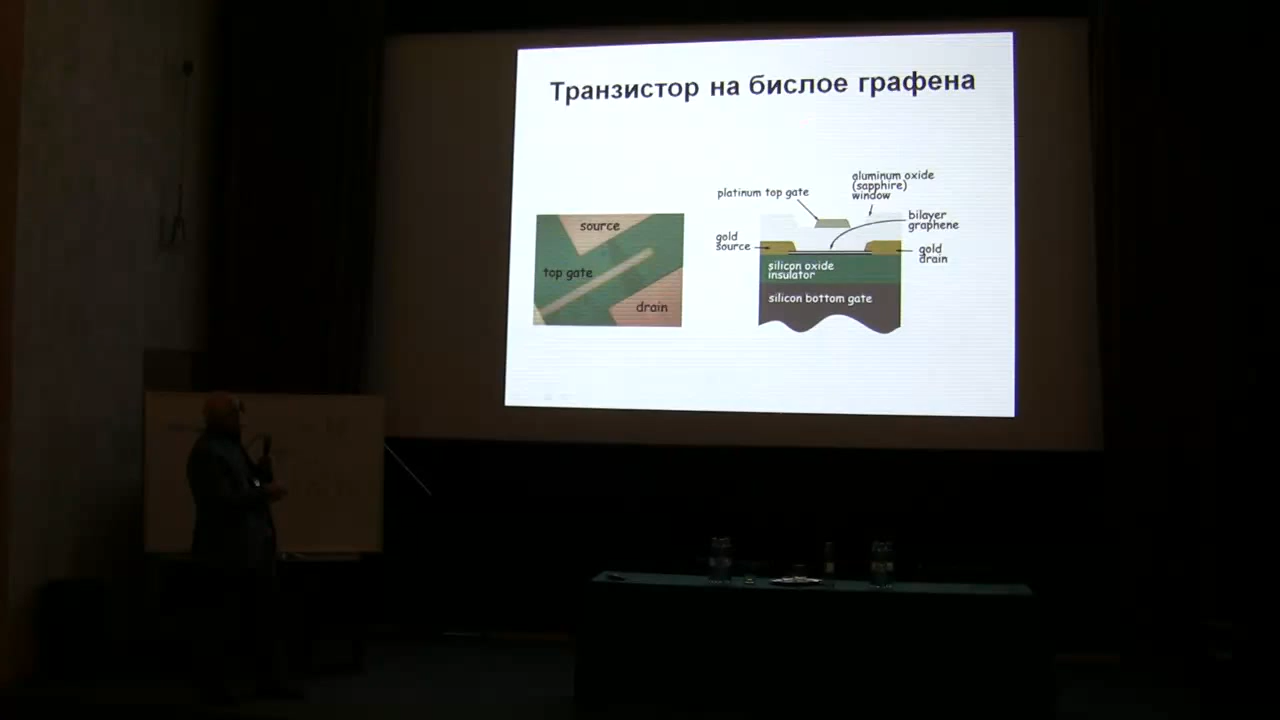 Транзистор на бислое графена
source
top gate
drain
platinum top gate
aluminum oxide
(sapphire)
window
bilayer
graphene
gold
source
gold
drain
silicon oxide
insulator
silicon bottom gate